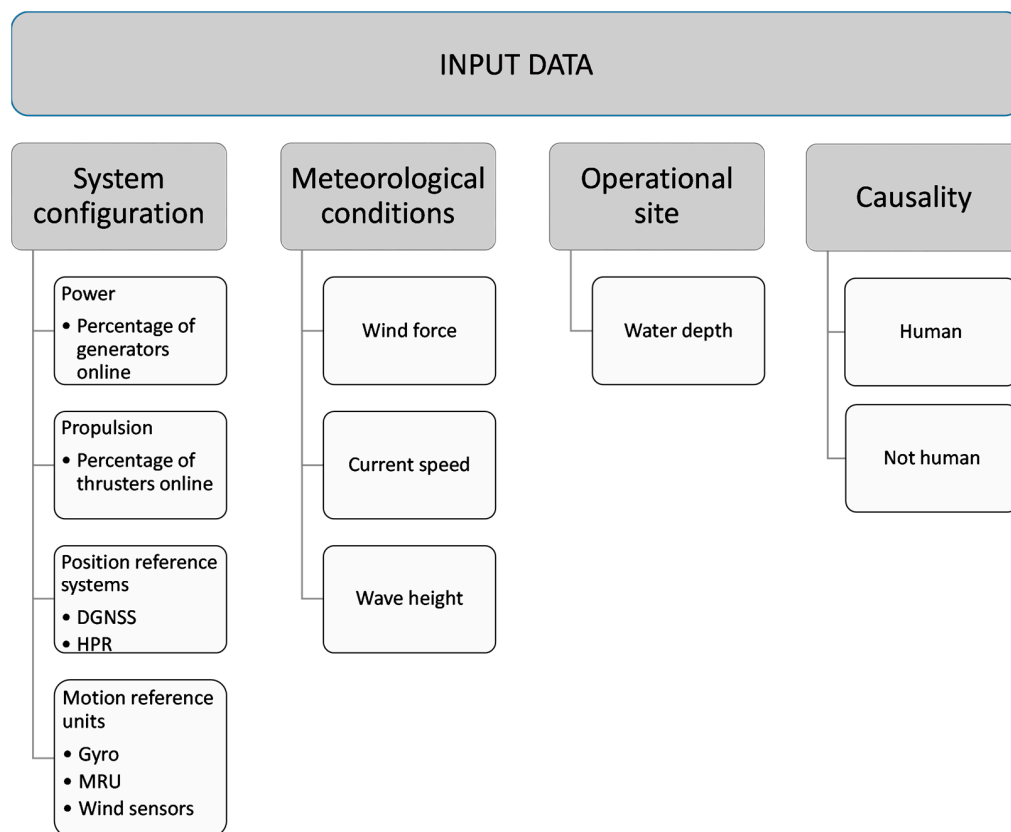 INPUT DATA
System
configuration
Power
• Percentage of
generators
online
Propulsion
• Percentage of
thrusters online
Position reference
systems
• DGNSS
• HPR
Motion reference
units
• Gyro
• MRU
• Wind sensors
Meteorological
conditions
Wind force
Current speed
Wave height
Operational
site
Water depth
Causality
Human
Not human